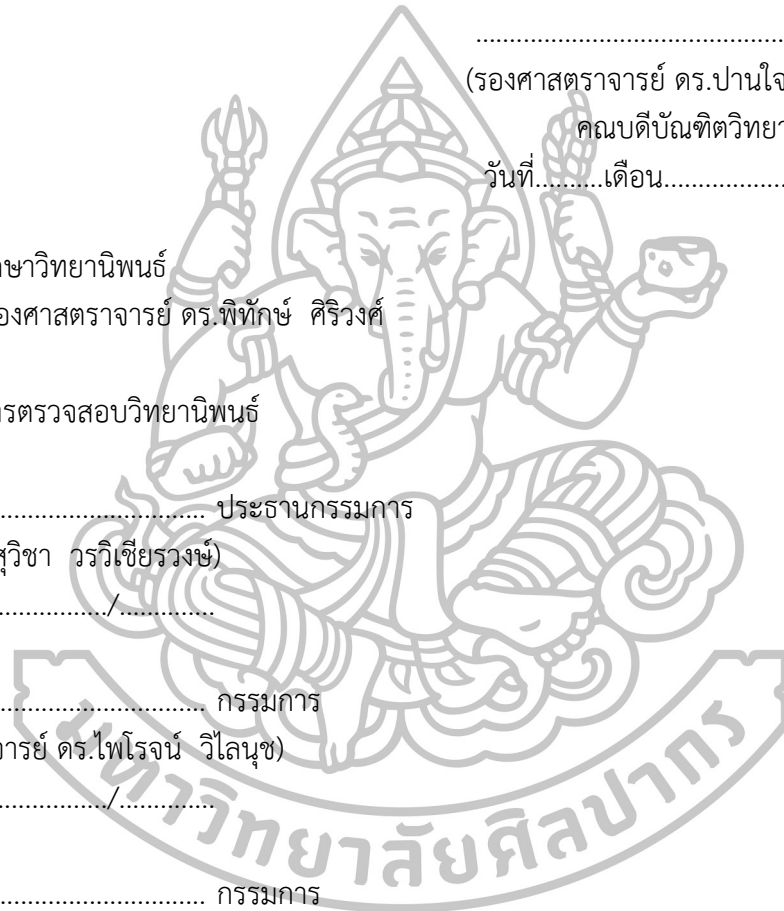 ................................................
(รองศาสตราจารย์ ดร.ปานใจ
คณบดีบัณฑิตวิทยา
วันที่..........เดือน..................
กษาวิทยานิพนธ์
องศาสตราจารย์ ดร.พิทักษ์ ศิริวงศ์
ารตรวจสอบวิทยานิพนธ์
............................... ประธานกรรมการ
สุวิชา วรวิเชียรวงษ์)
................/..............
............................... กรรมการ
จารย์ ดร.ไพโรจน์ วิไลนุช)
................/..............
............................... กรรมการ
มหาวิทยาลัยศิลปากร